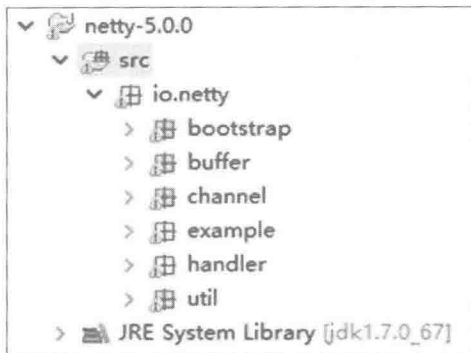 netty-5.0.0
src
io.netty
bootstrap
buffer
channel
example
handler
util
JRE System Library [jdk1.7.0_67]